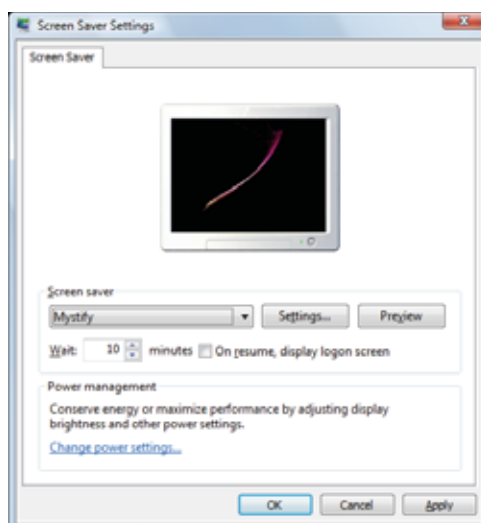 Screen Saver Settings
Screen Saver
Screen saver
Mystify
Settings...
Preview
Wait: 10 minutes On resume, display logon screen
Power management
Conserve energy or maximize performance by adjusting display
brightness and other power settings.
Change power settings...
OK Cancel Apply